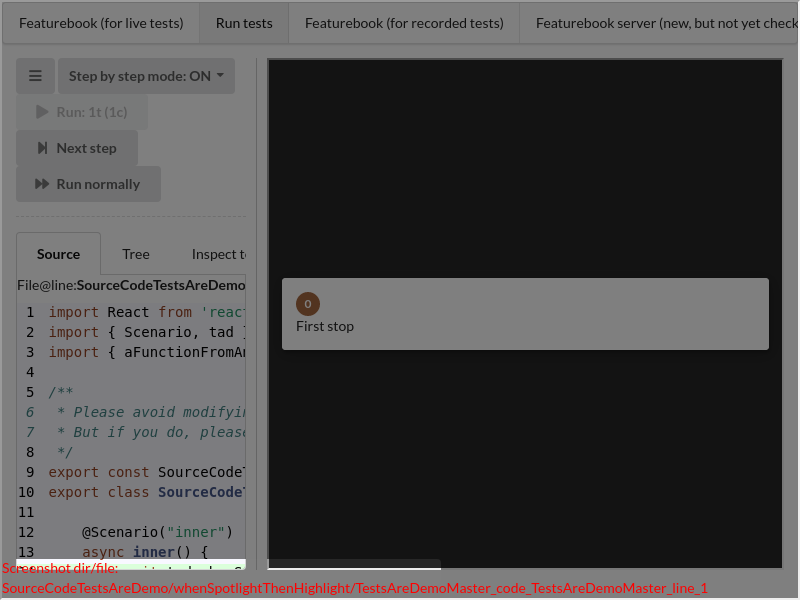 Featurebook (for live tests)
Run tests
Featurebook (for recorded tests)
Featurebook server (new, but not yet check
Step by step mode: ON
Run: 1t (1c)
Next step
Run normally
Source
Tree
Inspect
File@line:SourceCodeTestsAreDemo
1 import React from 'reac
2 import { Scenario, tad
3 import { aFunctionFromAn
4
5 /**
6 * Please avoid modifyin
7 * But if you do, please
8 */
9 export const SourceCode
10 export class SourceCode
11
12 @Scenario("inner")
13 async inner() {
0
First stop
Screenshot dir/file:
SourceCodeTestsAreDemo/whenSpotlightThenHighlight/TestsAreDemoMaster_code_TestsAreDemoMaster_line_1